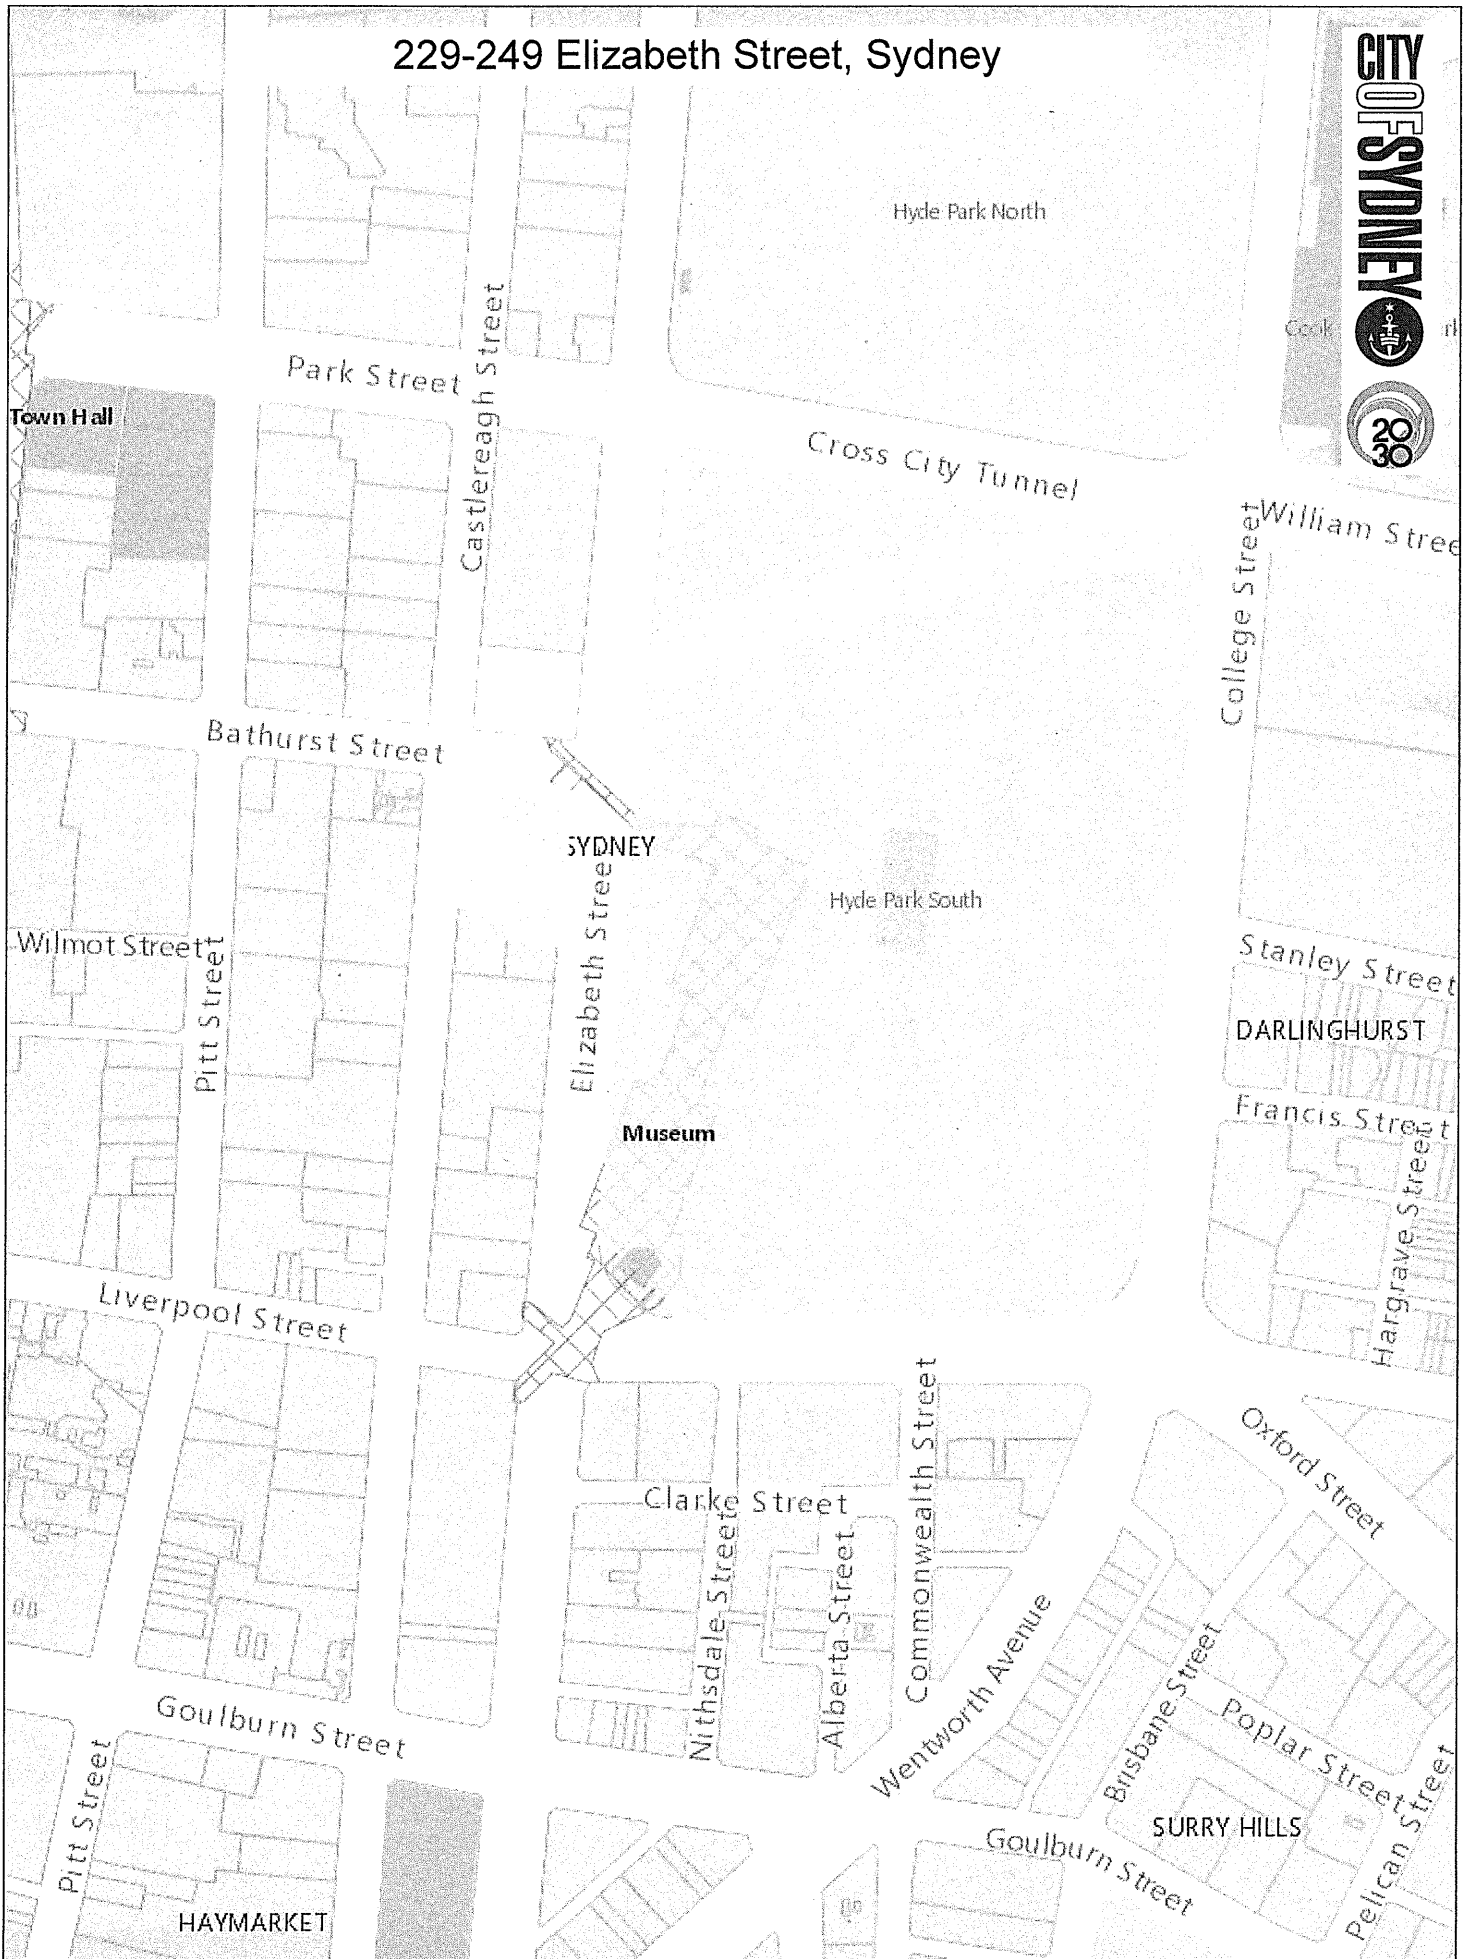 229-249 Elizabeth Street, Sydney
CITY OF SYDNEY
2030
Hyde Park North
Cook
Park Street
Castlereagh Street
Town Hall
Cross City Tunnel
William Stree
College Street
Bathurst Street
SYDNEY
Elizabeth Street
Hyde Park South
Wilmot Street
Pitt Street
Stanley Street
DARLINGHURST
Museum
Francis Street
Hargrave Street
Liverpool Street
Oxford Street
Commonwealth Street
Clarke Street
Nithsdale Street
Alberta Street
Wentworth Avenue
Brisbane Street
Poplar Street
Goulburn Street
Pitt Street
SURRY HILLS
Goulburn Street
Pelican Street
HAYMARKET